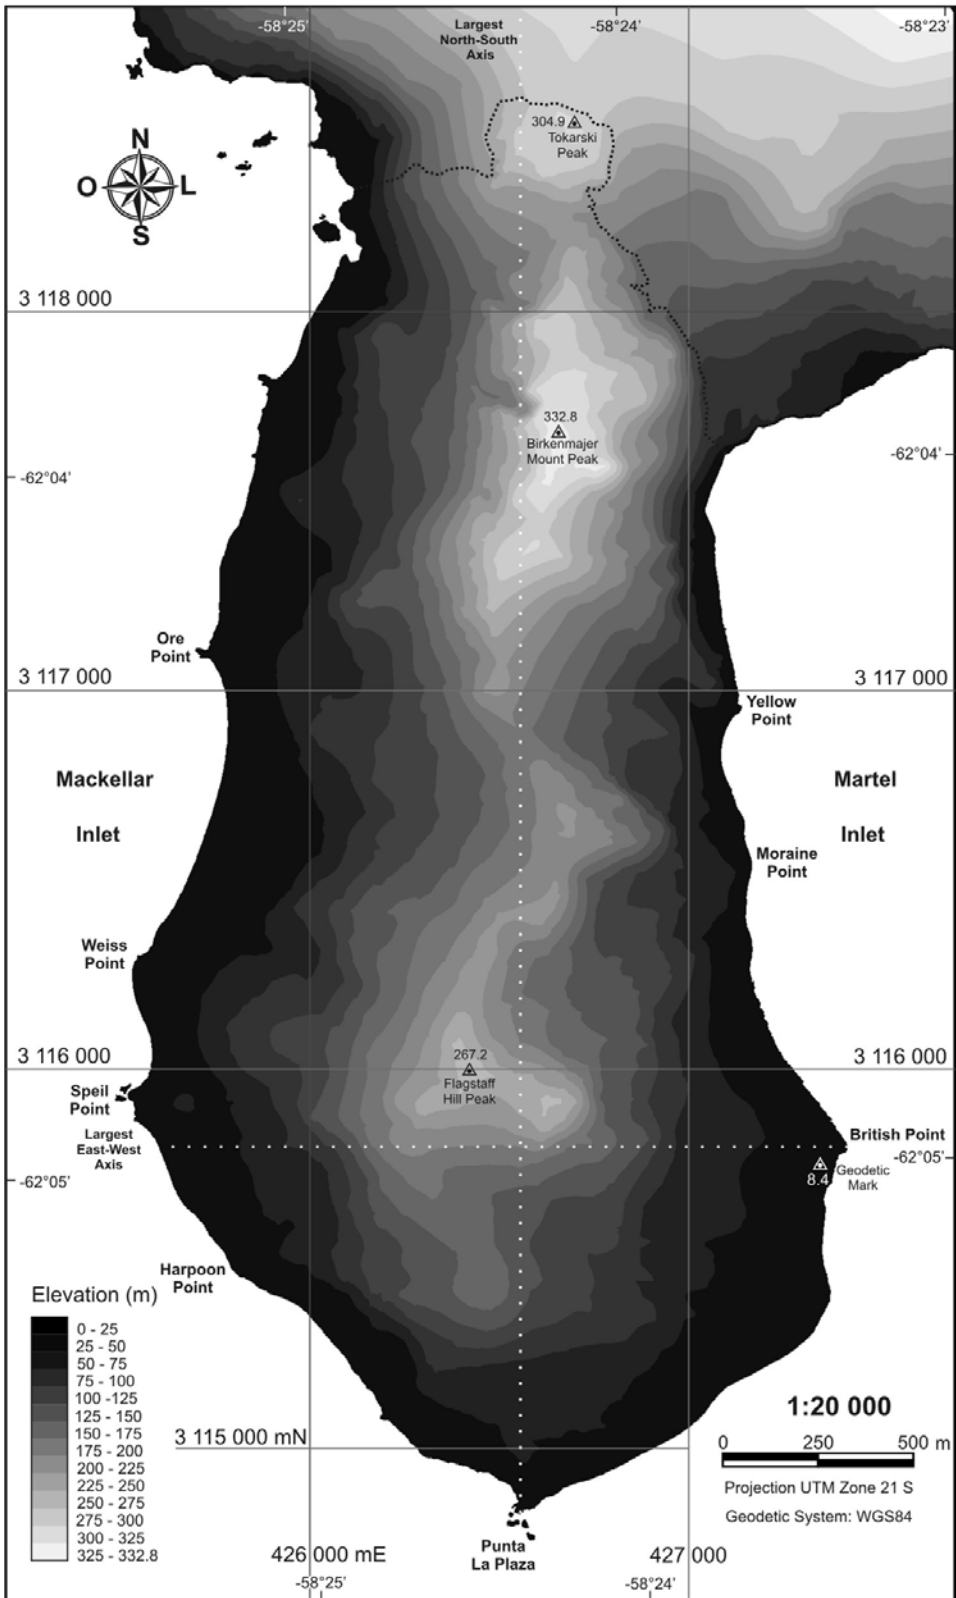 -58°25'
Largest
North-South
Axis
-58°24'
-58°23'
304.9
Tokarski
Peak
N
O
L
S
3 118 000
332.8
Birkenmajer
Mount Peak
-62°04'
-62°04'
Ore
Point
3 117 000
3 117 000
Yellow
Point
Mackellar
Inlet
Martel
Inlet
Moraine
Point
Weiss
Point
3 116 000
3 116 000
267.2
Flagstaff
Hill Peak
Speil
Point
Largest
East-West
Axis
British Point
-62°05'
Geodetic
Mark
8.4
-62°05'
Harpoon
Point
Elevation (m)
0 - 25
25 - 50
50 - 75
75 - 100
100 -125
125 - 150
150 - 175
175 - 200
200 - 225
225 - 250
250 - 275
275 - 300
300 - 325
325 - 332.8
1:20 000
0 250 500 m
Projection UTM Zone 21 S
Geodetic System: WGS84
3 115 000 mN
426 000 mE
427 000
Punta
La Plaza
-58°25'
-58°24'